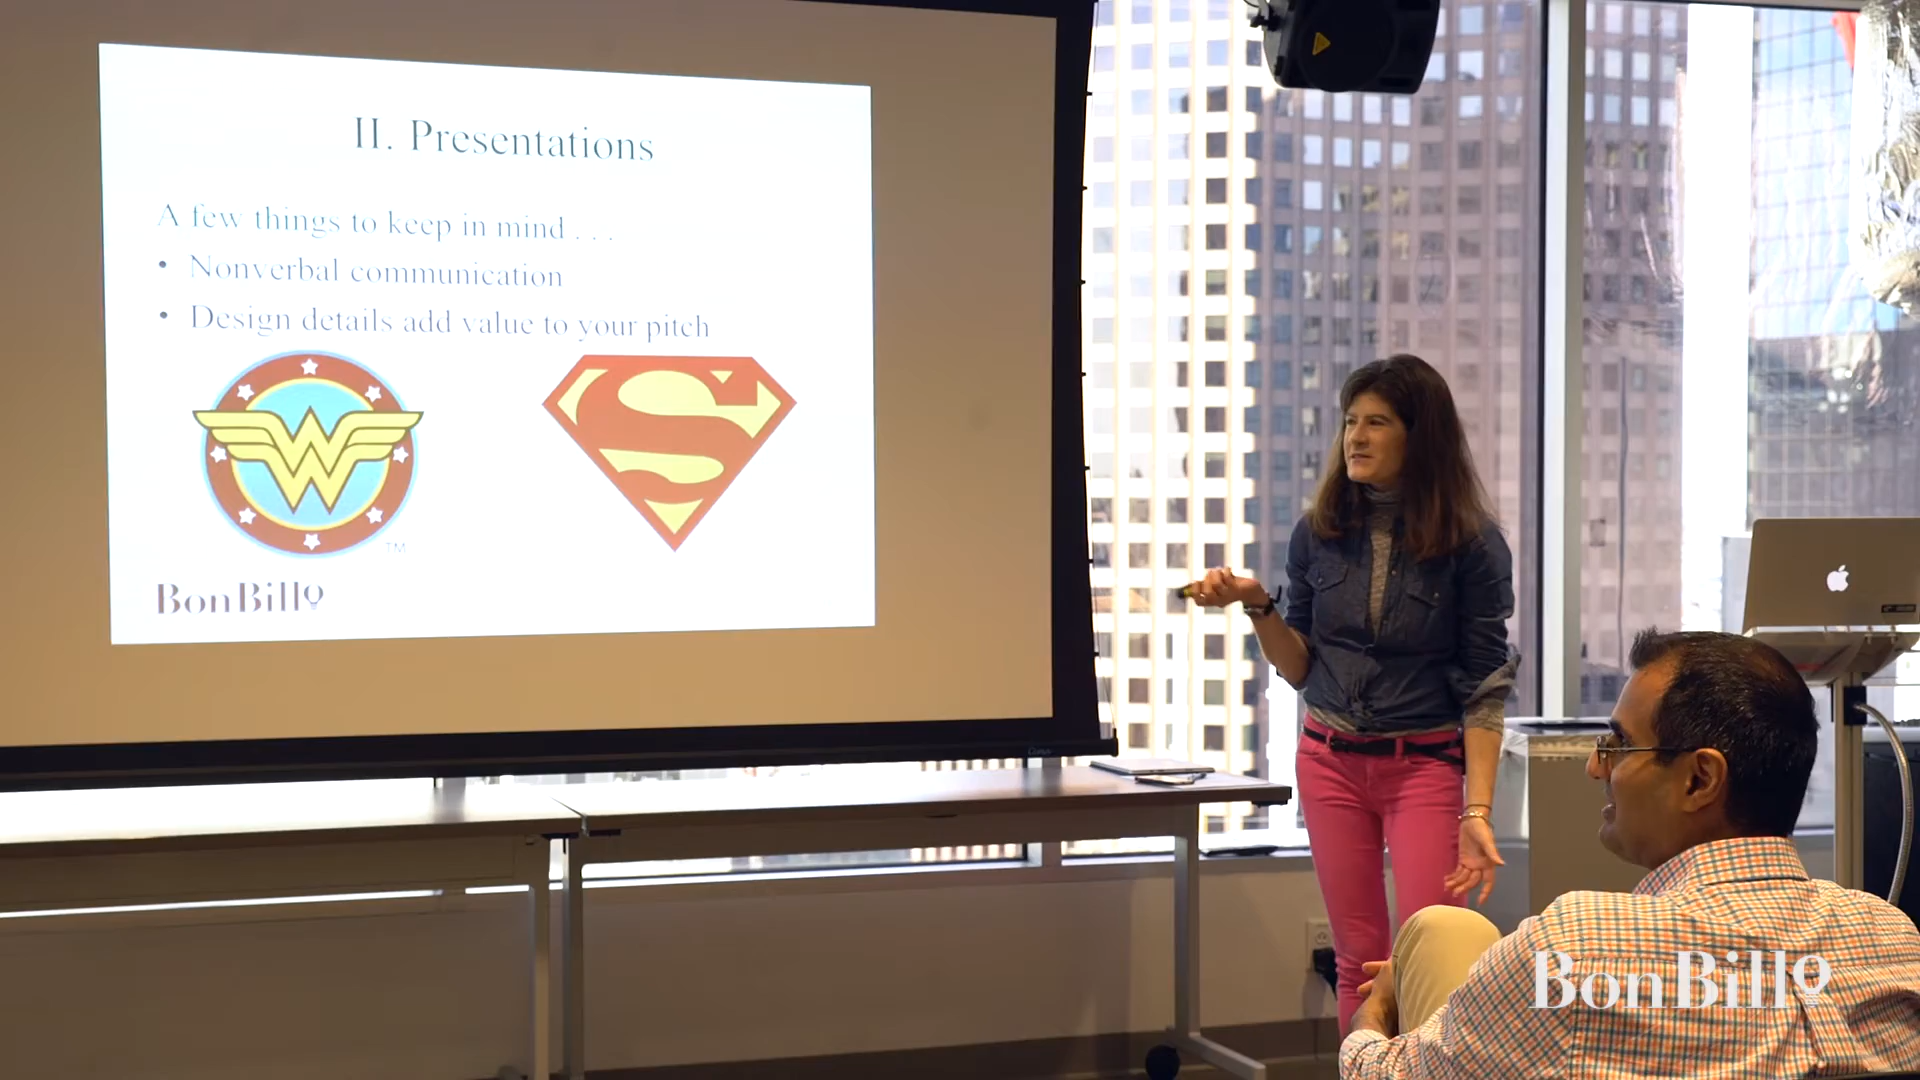 II. Presentations
A few things to keep in mind . . .
• Nonverbal communication
• Design details add value to your pitch
TM
BonBillo
BonBillo